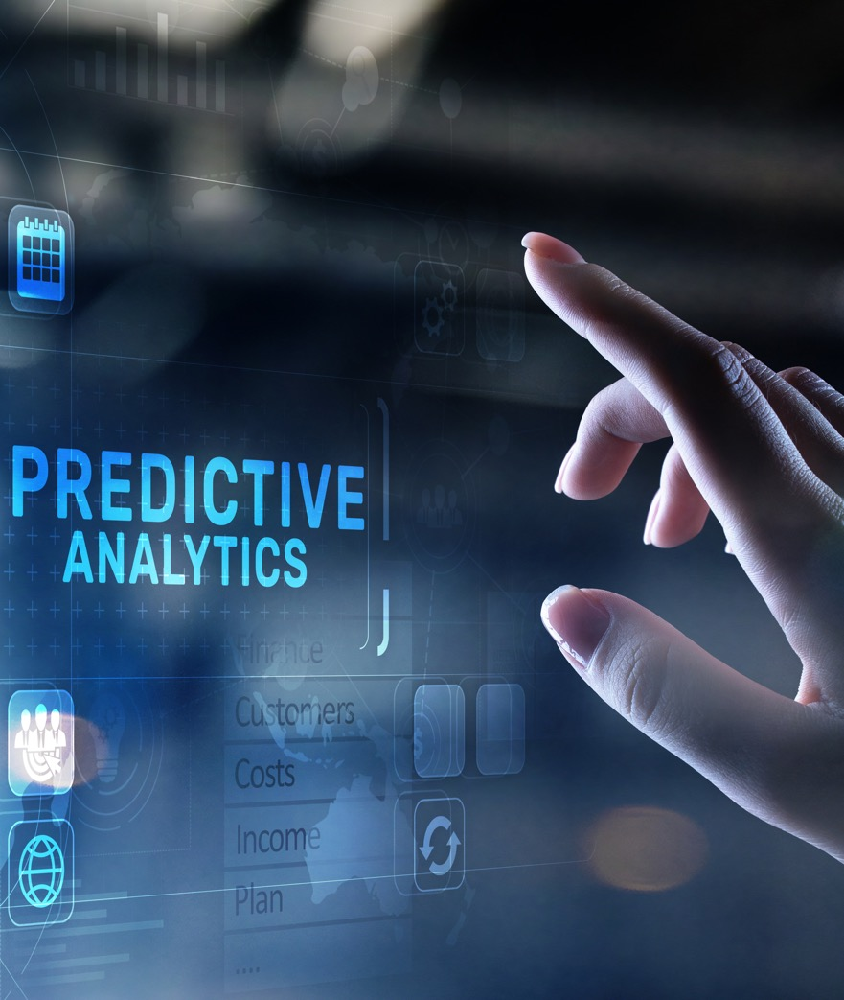 PREDICTIVE
ANALYTICS
Finance
Customers
Costs
Income
Plan
....